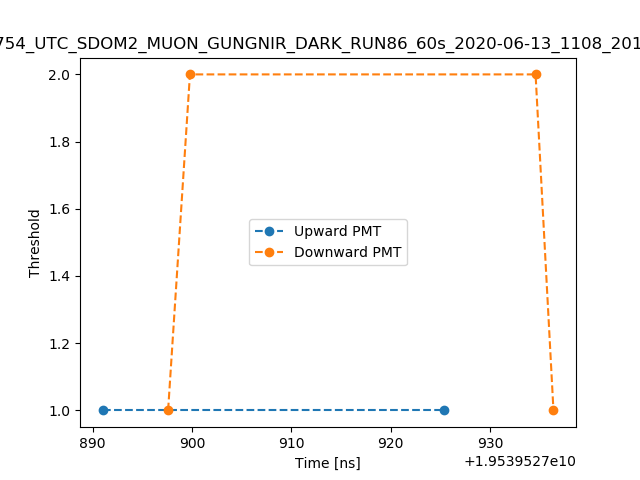 754_UTC_SDOM2_MUON_GUNGNIR_DARK_RUN86_60s_2020-06-13_1108_201
2.0
1.8
1.6
1.4
1.2
1.0
Threshold
Upward PMT
Downward PMT
890 900 910 920 930
Time [ns]
+1.9539527e10